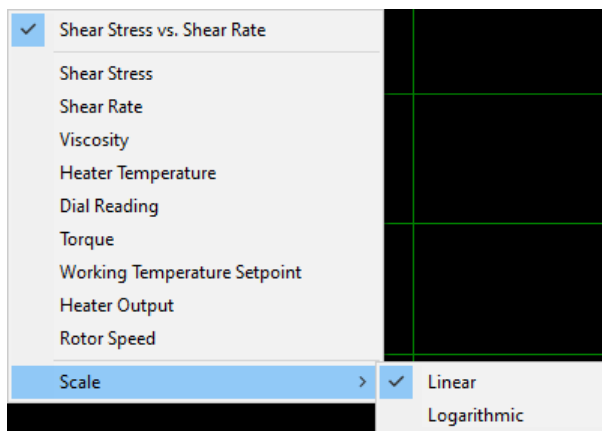 Shear Stress vs. Shear Rate
Shear Stress
Shear Rate
Viscosity
Heater Temperature
Dial Reading
Torque
Working Temperature Setpoint
Heater Output
Rotor Speed
Scale
Linear
Logarithmic